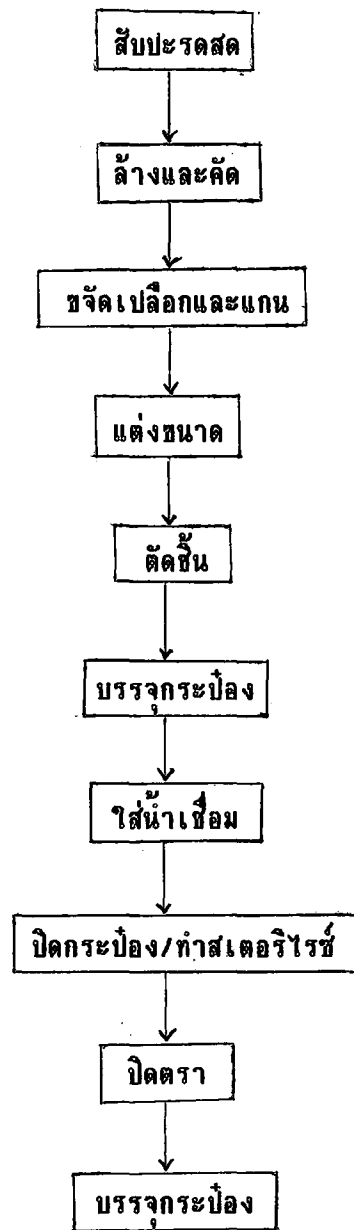 สับปะรดสด
ล้างและคัด
ขจัดเปลือกและแกน
แต่งขนาด
ตัดชิ้น
บรรจุกระป๋อง
ใส่น้ำเชื่อม
ปิดกระป๋อง/ทำสเตอริไรซ์
ปิดตรา
บรรจุกระป๋อง